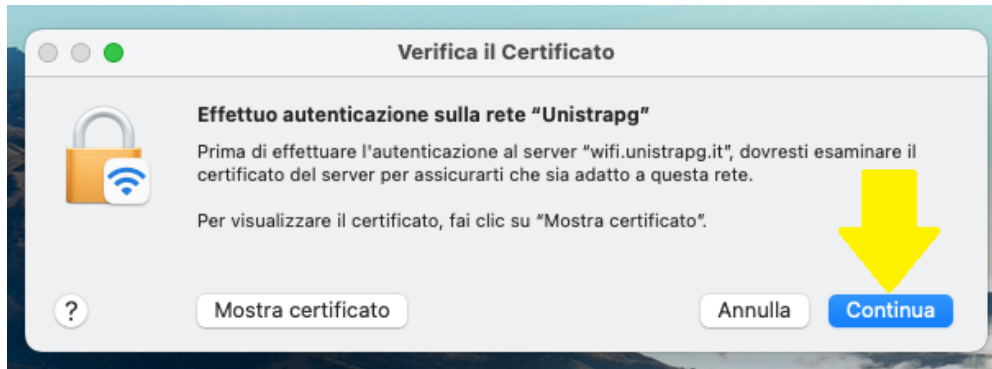 Verifica il Certificato
Effettuo autenticazione sulla rete “Unistrapg”
Prima di effettuare l'autenticazione al server “wifi.unistrapg.it”, dovresti esaminare il
certificato del server per assicurarti che sia adatto a questa rete.
Per visualizzare il certificato, fai clic su “Mostra certificato”.
? Mostra certificato Annulla Continua